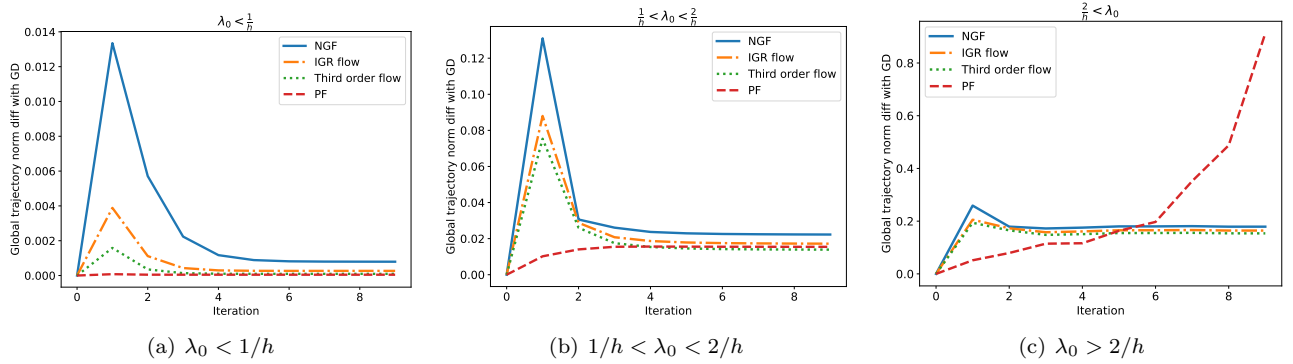 λ₀ < 1/h
Global trajectory norm diff with GD
0.014
0.012
0.010
0.008
0.006
0.004
0.002
0.000
NGF
IGR flow
Third order flow
PF
0 2 4 6 8
Iteration
(a) λ₀ < 1/h
1/h < λ₀ < 2/h
Global trajectory norm diff with GD
0.12
0.10
0.08
0.06
0.04
0.02
0.00
NGF
IGR flow
Third order flow
PF
0 2 4 6 8
Iteration
(b) 1/h < λ₀ < 2/h
2/h < λ₀
Global trajectory norm diff with GD
0.8
0.6
0.4
0.2
0.0
NGF
IGR flow
Third order flow
PF
0 2 4 6 8
Iteration
(c) λ₀ > 2/h